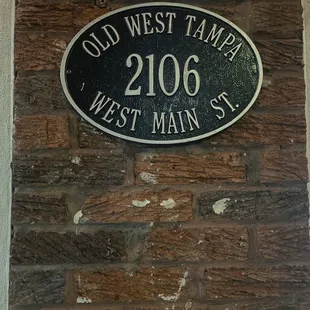 OLD WEST TAMPA
2106
WEST MAIN ST.